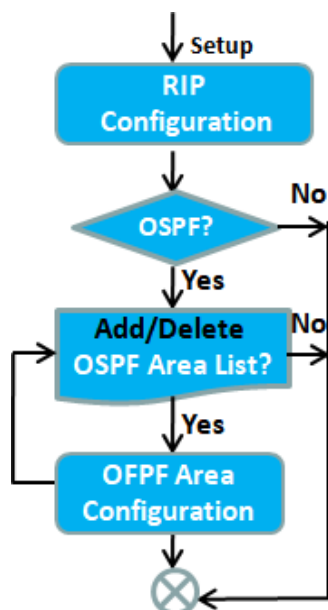 Setup
RIP
Configuration
No
OSPF?
Yes
Add/Delete
No
OSPF Area List?
Yes
OFPF Area
Configuration